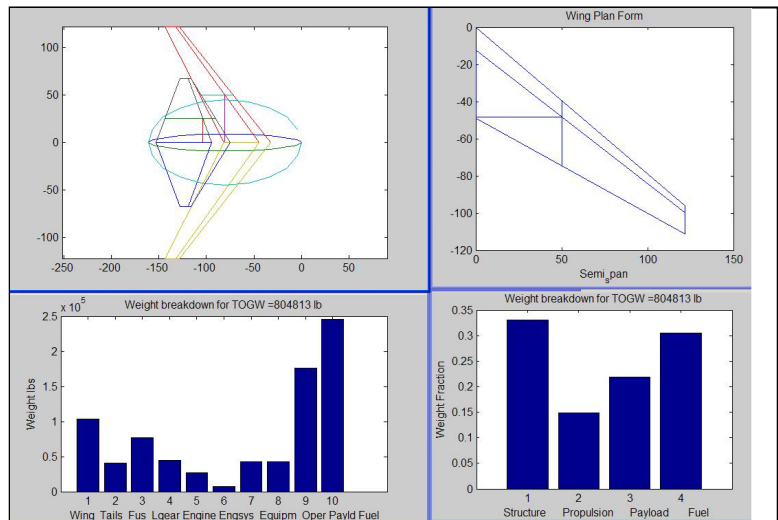 100
50
0
-50
-100
-250 -200 -150 -100 -50 0 50
Wing Plan Form
0
-20
-40
-60
-80
-100
-120
0 50 100 150
Semi_span
Weight breakdown for TOGW =804813 lb
x 10^5
2.5
2
1.5
1
0.5
0
Weight lbs
1 2 3 4 5 6 7 8 9 10
Wing Tails Fus Lgear Engine Engsys Equipm Oper Payld Fuel
Weight breakdown for TOGW =804813 lb
0.35
0.3
0.25
0.2
0.15
0.1
0.05
0
Weight Fraction
1 2 3 4
Structure Propulsion Payload Fuel